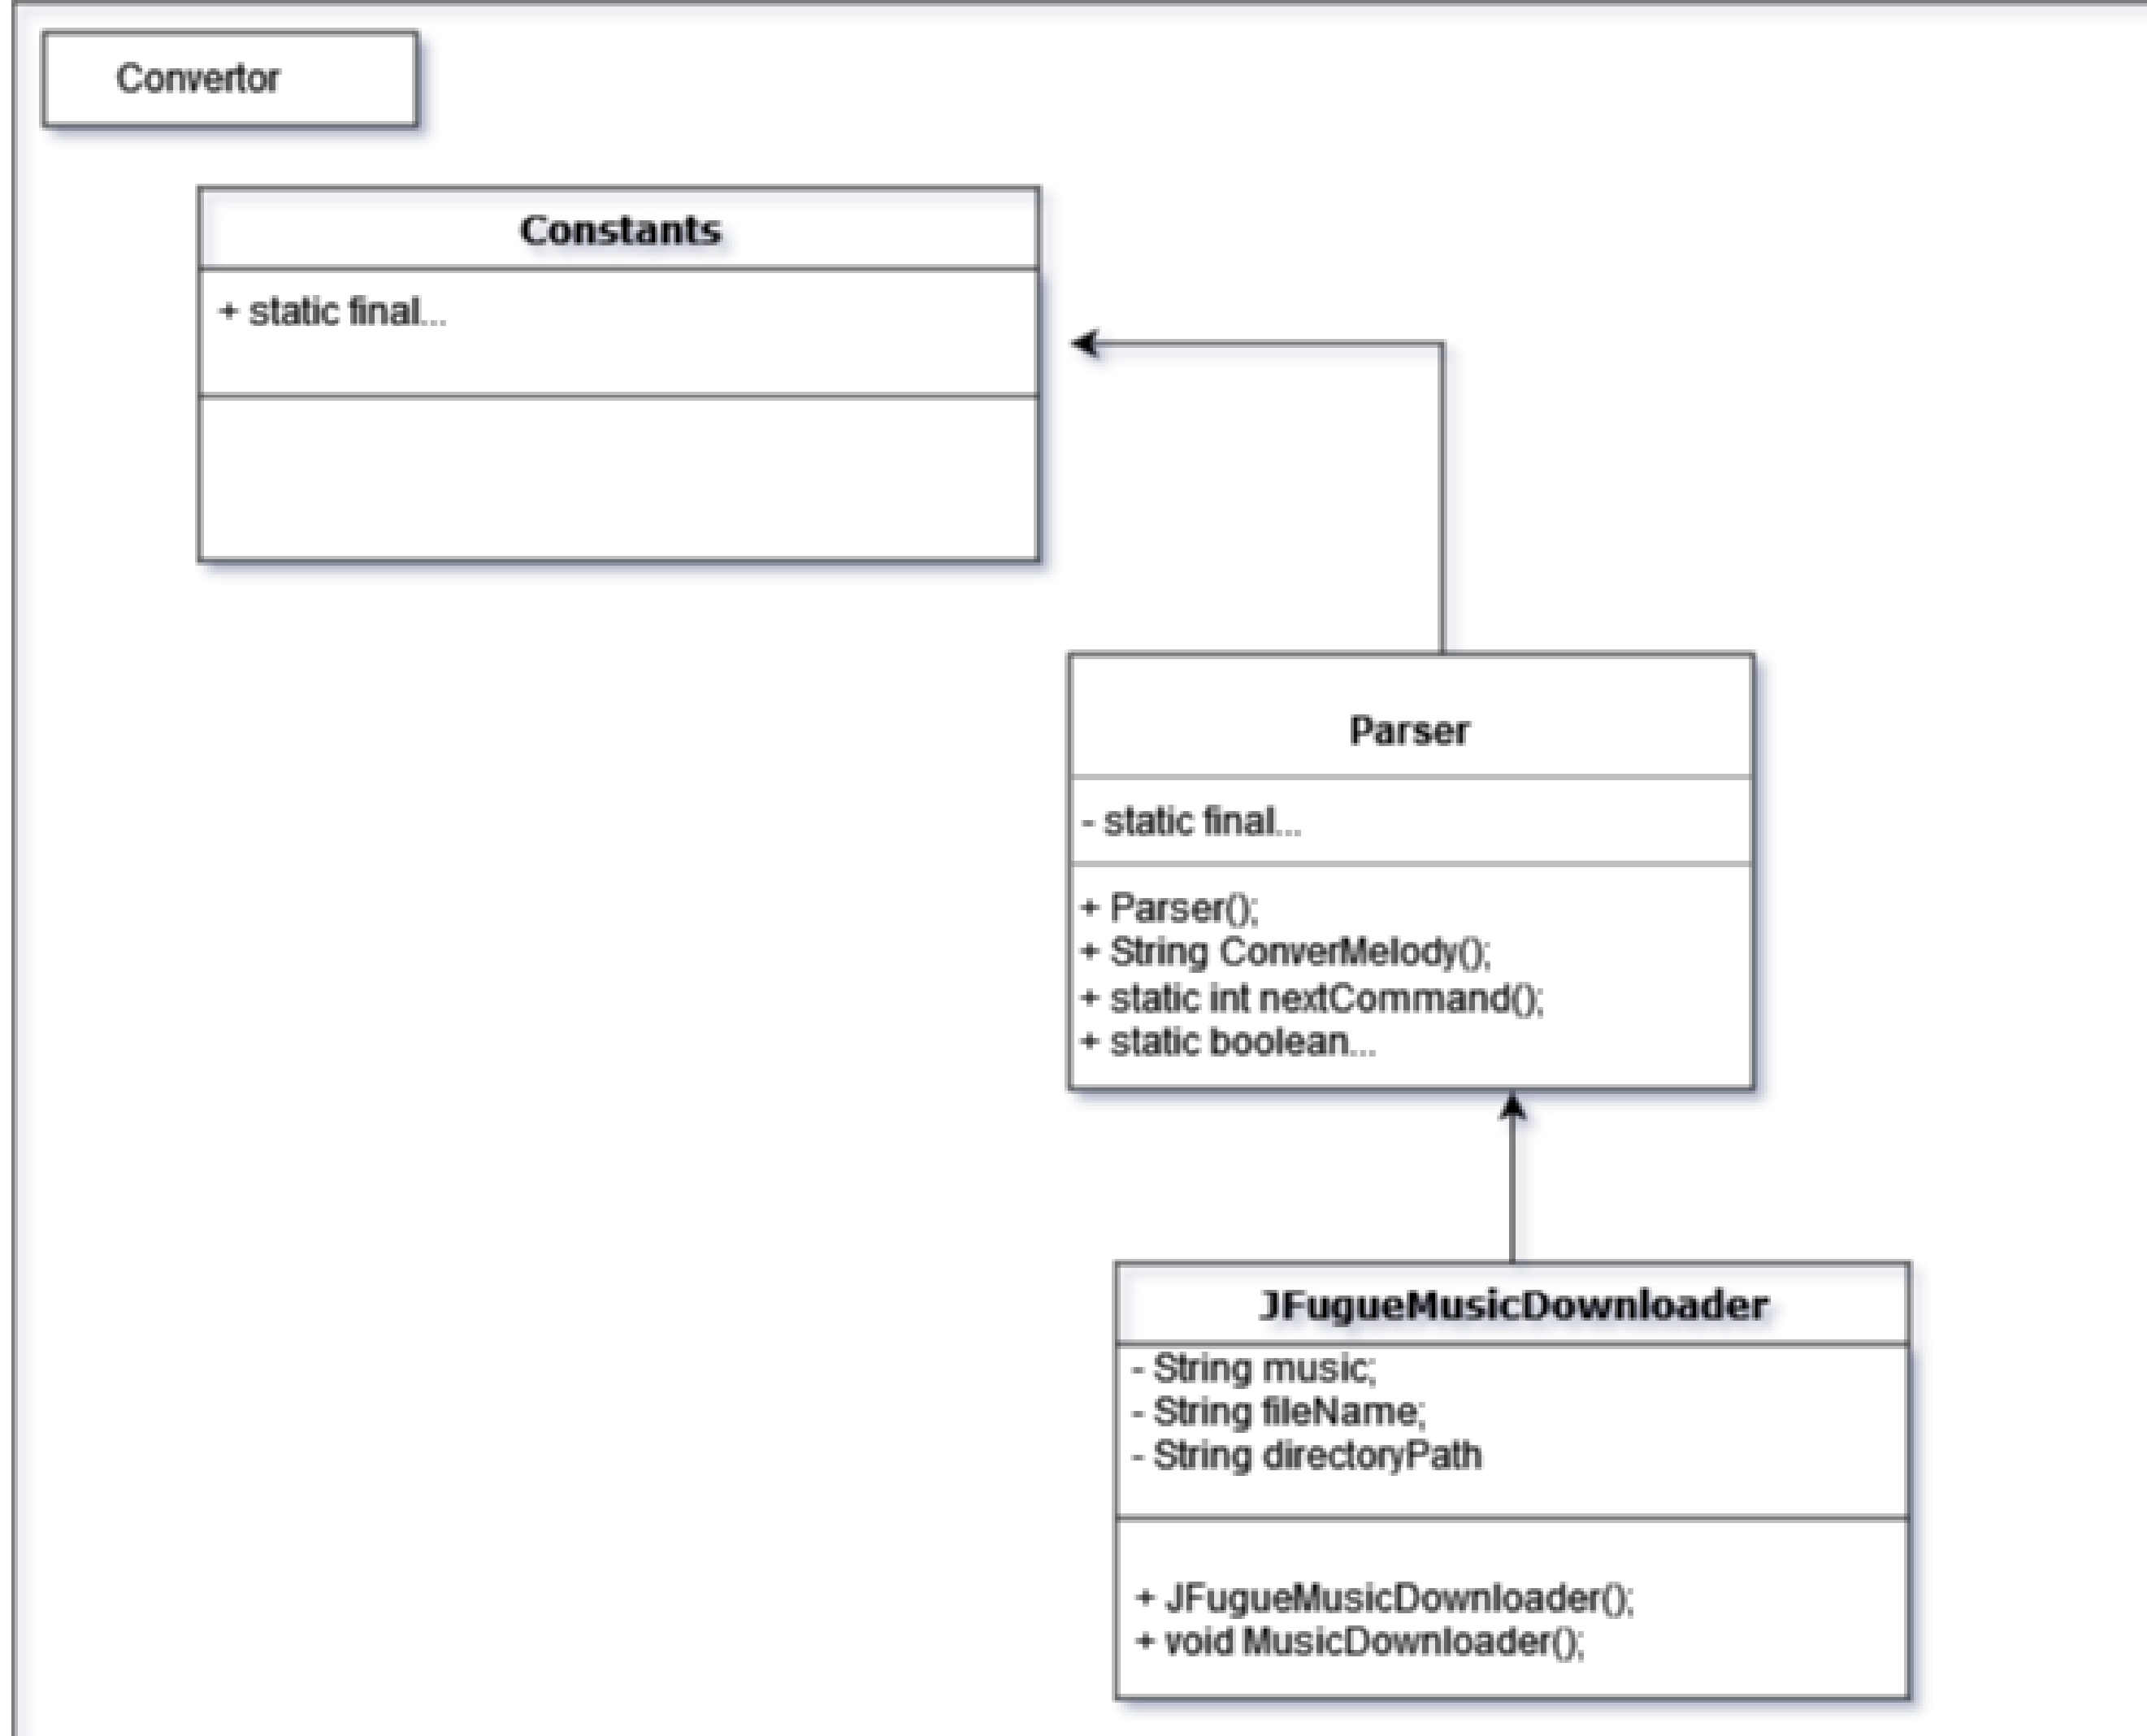 Convertor
Constants
+ static final...
Parser
- static final...
+ Parser();
+ String ConverMelody();
+ static int nextCommand();
+ static boolean...
JFugueMusicDownloader
- String music;
- String fileName;
- String directoryPath
+ JFugueMusicDownloader();
+ void MusicDownloader();